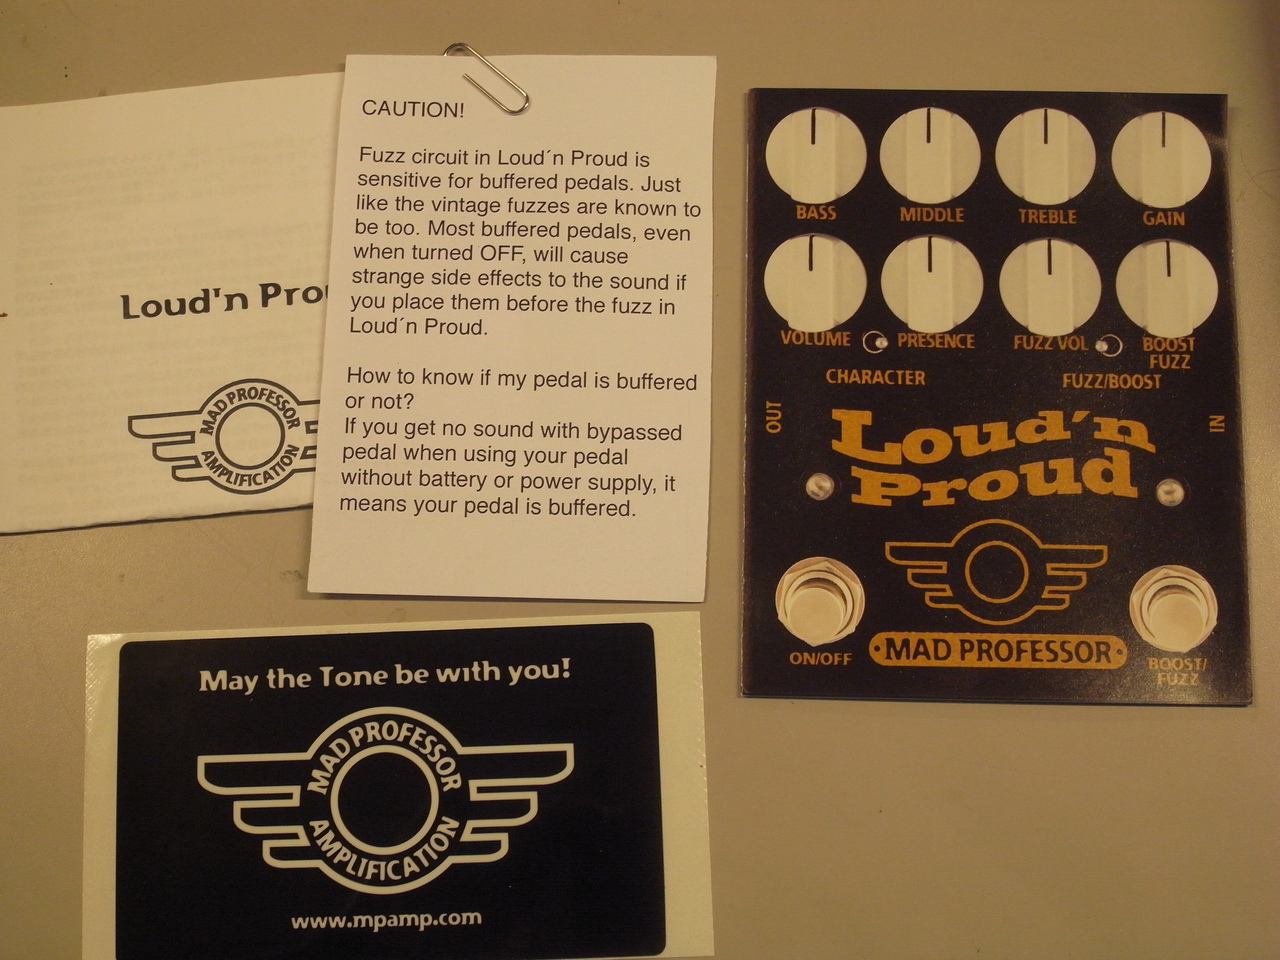 Loud'n Prou
MAD PROFESSOR
AMPLIFICATION
CAUTION!
Fuzz circuit in Loud´n Proud is
sensitive for buffered pedals. Just
like the vintage fuzzes are known to
be too. Most buffered pedals, even
when turned OFF, will cause
strange side effects to the sound if
you place them before the fuzz in
Loud´n Proud.
How to know if my pedal is buffered
or not?
If you get no sound with bypassed
pedal when using your pedal
without battery or power supply, it
means your pedal is buffered.
BASS MIDDLE TREBLE GAIN
VOLUME PRESENCE FUZZ VOL BOOST
FUZZ
CHARACTER FUZZ/BOOST
OUT IN
Loud'n
Proud
MAD PROFESSOR
ON/OFF BOOST/
FUZZ
May the Tone be with you!
MAD PROFESSOR
AMPLIFICATION
www.mpamp.com